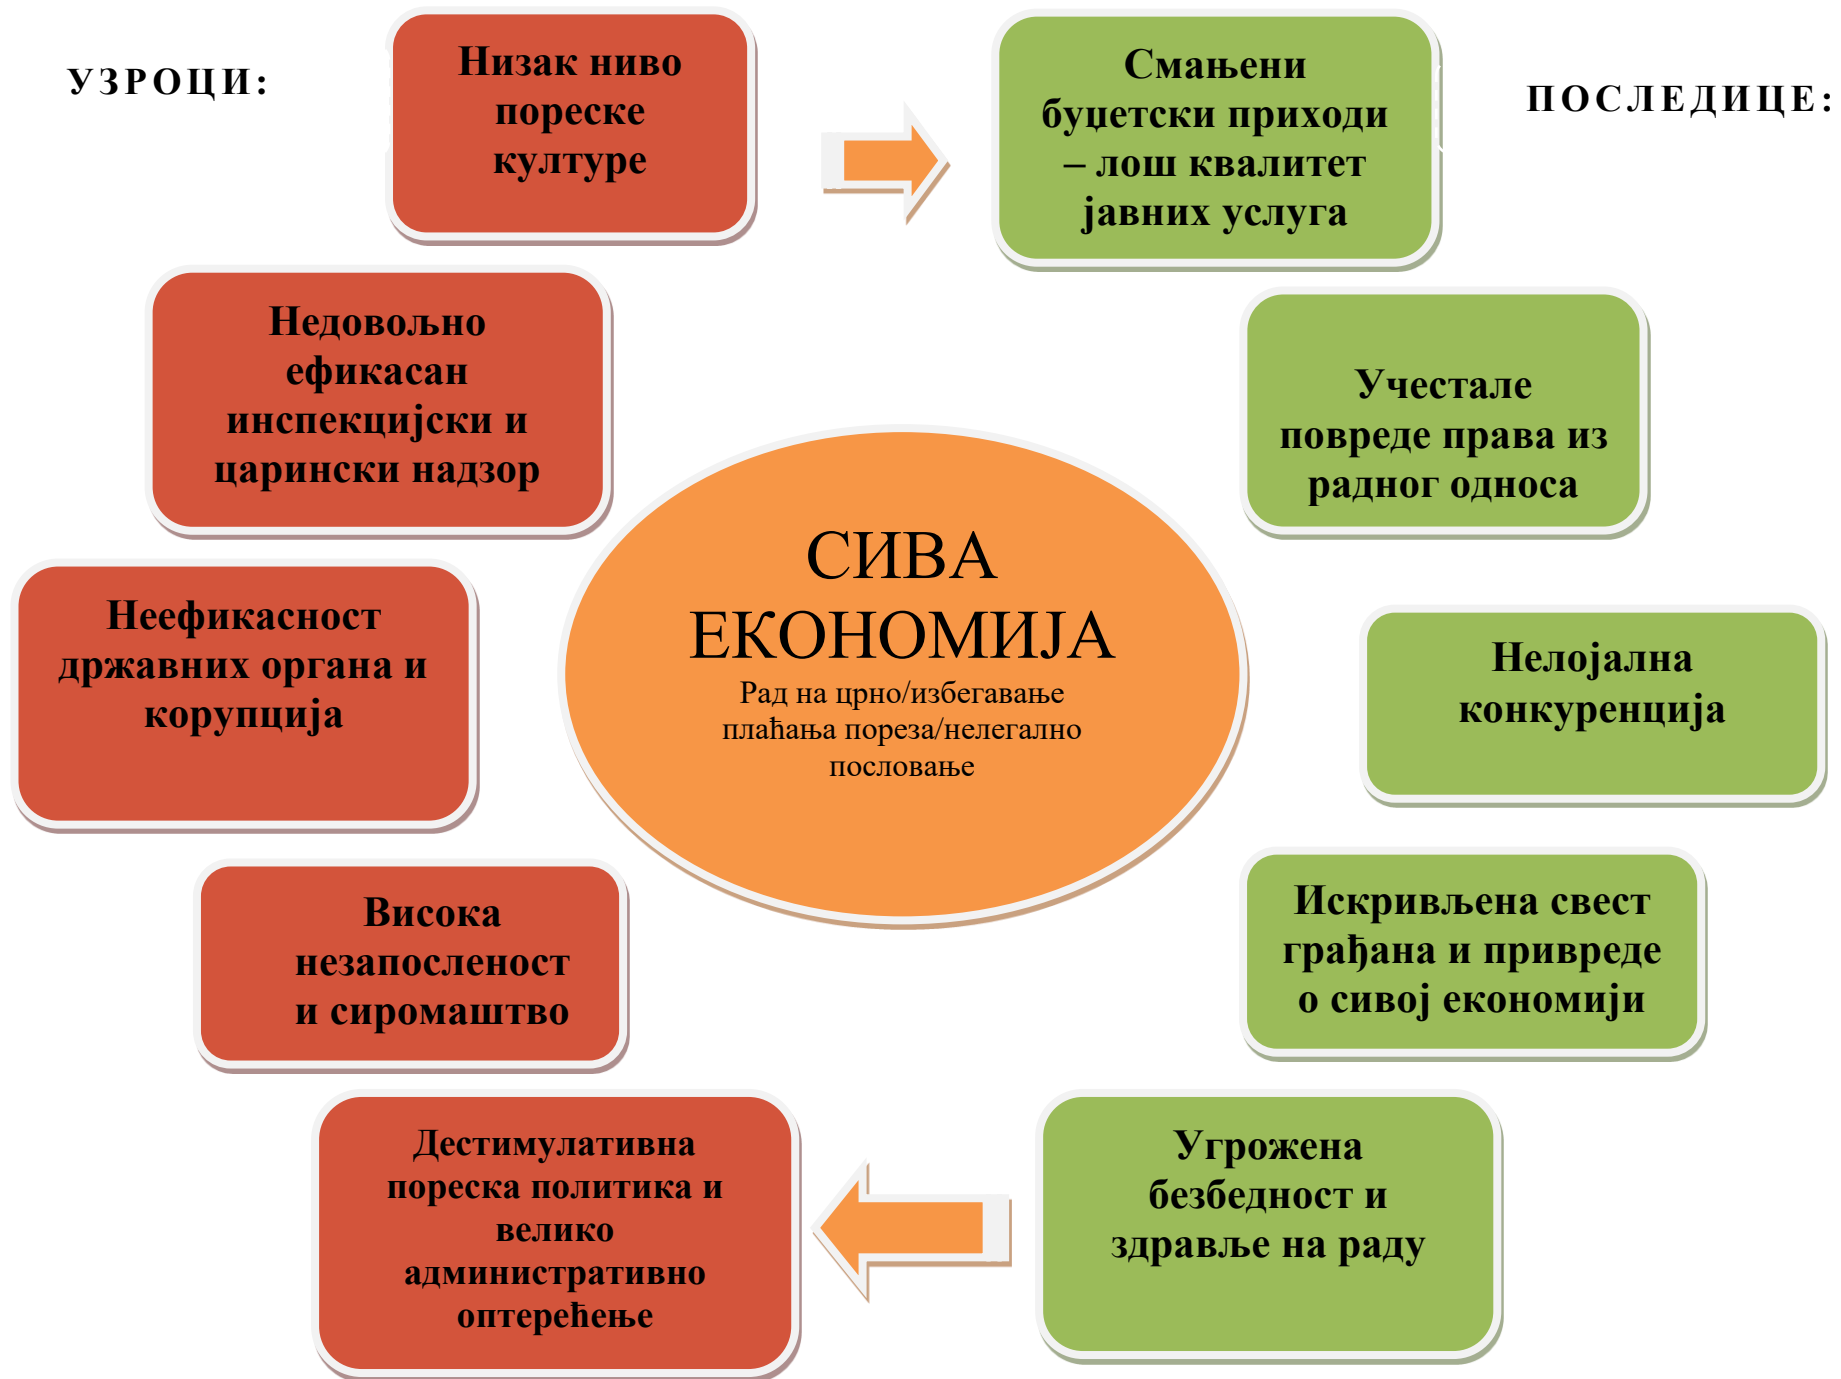 УЗРОЦИ:
Низак ниво
пореске
културе
Смањени
буџетски приходи
– лош квалитет
јавних услуга
ПОСЛЕДИЦЕ:
Недовољно
ефикасан
инспекцијски и
царински надзор
Учестале
повреде права из
радног односа
Неефикасност
државних органа и
корупција
СИВА
ЕКОНОМИЈА
Рад на црно/избегавање
плаћања пореза/нелегално
пословање
Нелојална
конкуренција
Висока
незапосленост
и сиромаштво
Искривљена свест
грађана и привреде
о сивој економији
Дестимулативна
пореска политика и
велико
административно
оптерећење
Угрожена
безбедност и
здравље на раду